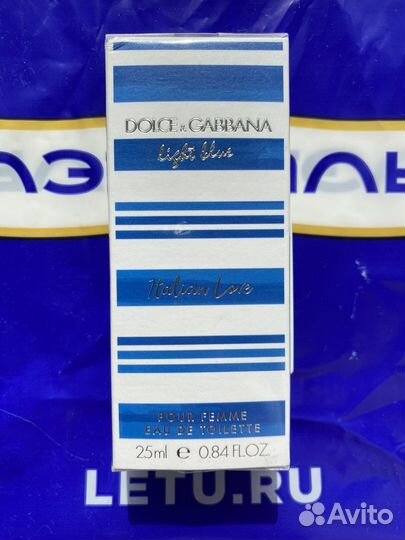 DOLCE & GABBANA
light blue
Italian Love
POUR FEMME
EAU DE TOILETTE
25ml e 0.84 FL.OZ.
LETU.RU
Avito